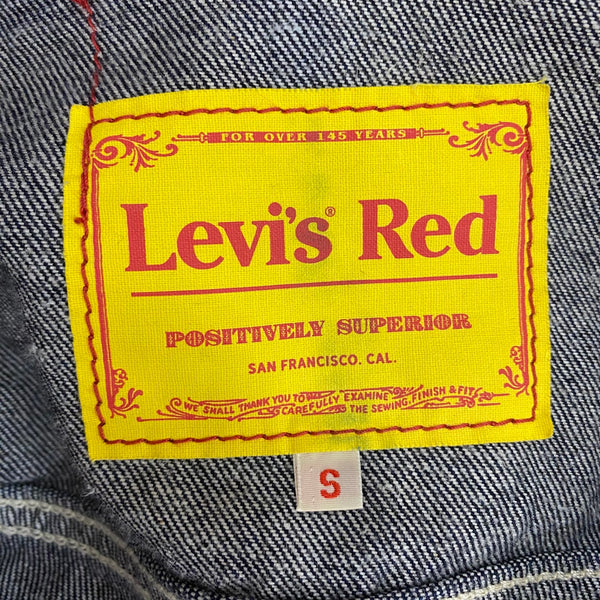 FOR OVER 145 YEARS
Levi's® Red
POSITIVELY SUPERIOR
SAN FRANCISCO. CAL.
WE SHALL THANK YOU TO CAREFULLY EXAMINE THE SEWING, FINISH & FIT
S